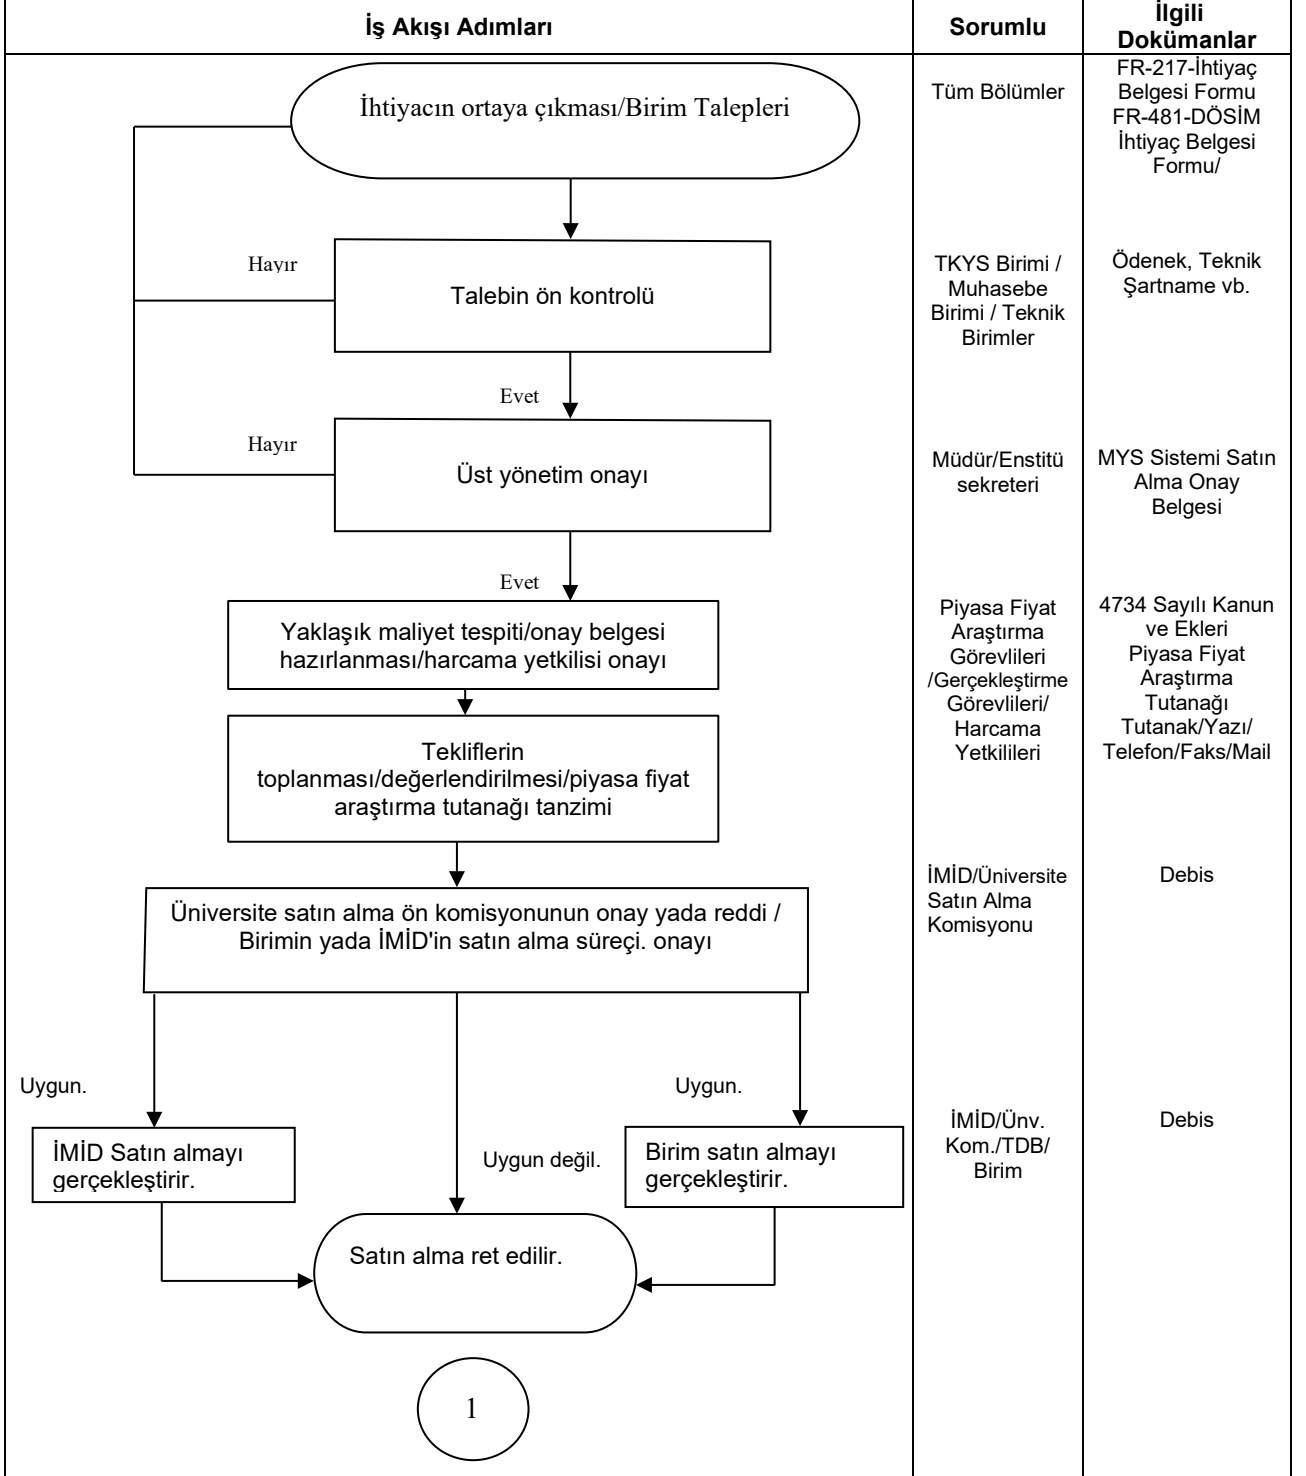 İş Akışı Adımları
Sorumlu
İlgili
Dokümanlar
İhtiyacın ortaya çıkması/Birim Talepleri
Tüm Bölümler
FR-217-İhtiyaç
Belgesi Formu
FR-481-DÖSİM
İhtiyaç Belgesi
Formu/
Hayır
Talebin ön kontrolü
TKYS Birimi /
Muhasebe
Birimi / Teknik
Birimler
Ödenek, Teknik
Şartname vb.
Evet
Hayır
Üst yönetim onayı
Müdür/Enstitü
sekreteri
MYS Sistemi Satın
Alma Onay
Belgesi
Evet
Yaklaşık maliyet tespiti/onay belgesi
hazırlanması/harcama yetkilisi onayı
Tekliflerin
toplanması/değerlendirilmesi/piyasa fiyat
araştırma tutanağı tanzimi
Piyasa Fiyat
Araştırma
Görevlileri
/Gerçekleştirme
Görevlileri/
Harcama
Yetkilileri
4734 Sayılı Kanun
ve Ekleri
Piyasa Fiyat
Araştırma
Tutanağı
Tutanak/Yazı/
Telefon/Faks/Mail
Üniversite satın alma ön komisyonunun onay yada reddi /
Birimin yada İMİD'in satın alma süreçi. onayı
İMİD/Üniversite
Satın Alma
Komisyonu
Debis
Uygun.
Uygun.
İMİD Satın almayı
gerçekleştirir.
Uygun değil.
Birim satın almayı
gerçekleştirir.
İMİD/Ünv.
Kom./TDB/
Birim
Debis
Satın alma ret edilir.
1